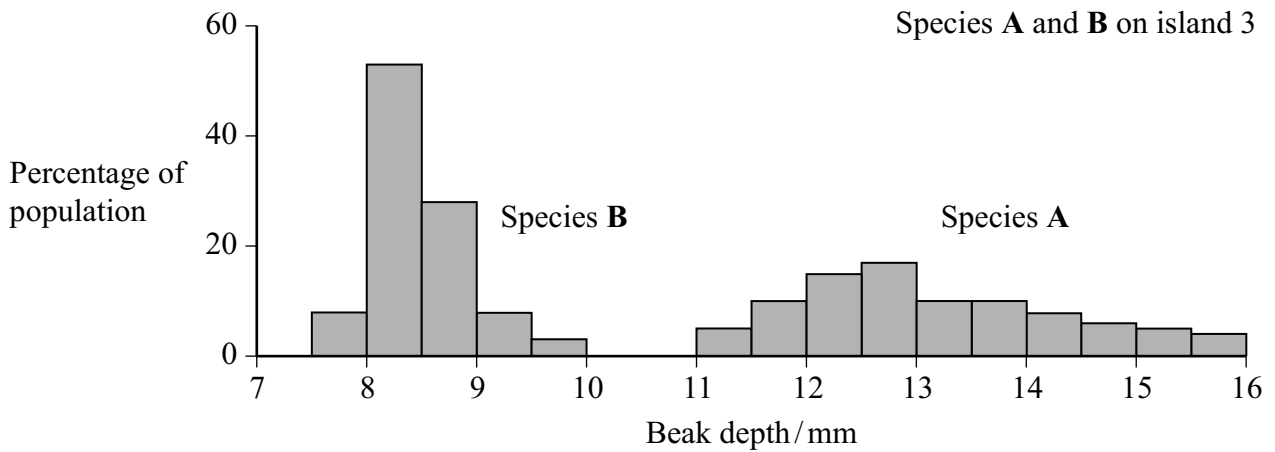 Species A and B on island 3
60
40
20
0
Percentage of
population
Species B
Species A
7 8 9 10 11 12 13 14 15 16
Beak depth/mm